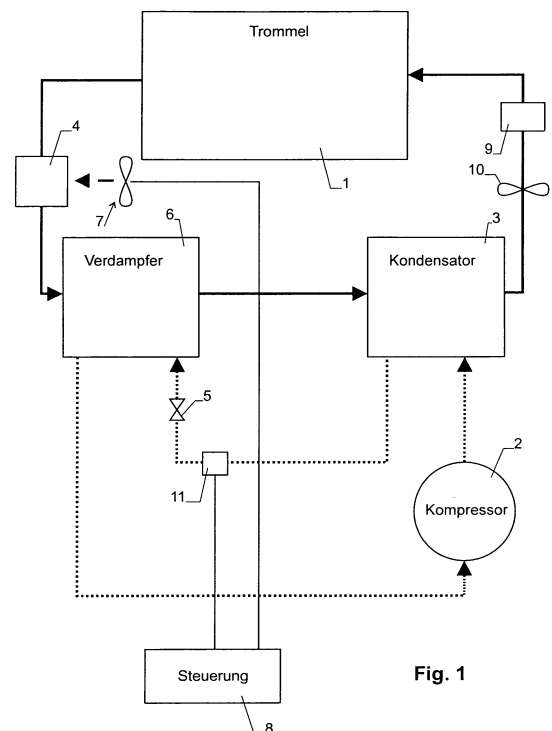 Trommel
4
9
1
10
7
6
3
Verdampfer
Kondensator
5
2
11
Kompressor
Steuerung
Fig. 1
8